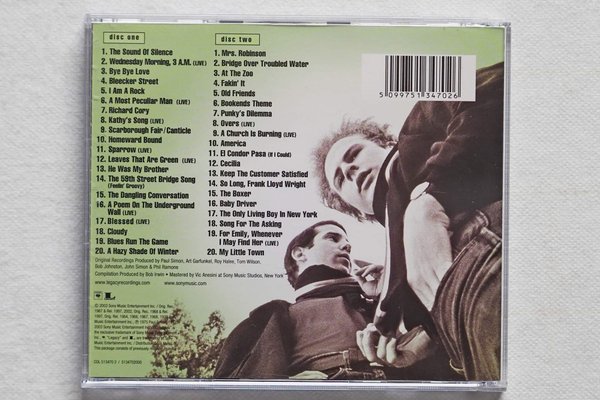 disc one
1. The Sound Of Silence
2. Wednesday Morning, 3 A.M. (LIVE)
3. Bye Bye Love
4. Bleecker Street
5. I Am A Rock
6. A Most Peculiar Man (LIVE)
7. Richard Cory
8. Kathy's Song (LIVE)
9. Scarborough Fair/Canticle
10. Homeward Bound
11. Sparrow (LIVE)
12. Leaves That Are Green (LIVE)
13. He Was My Brother
14. The 59th Street Bridge Song
(Feelin' Groovy)
15. The Dangling Conversation
16. A Poem On The Underground
Wall (LIVE)
17. Blessed (LIVE)
18. Cloudy
19. Blues Run The Game
20. A Hazy Shade Of Winter
disc two
1. Mrs. Robinson
2. Bridge Over Troubled Water
3. At The Zoo
4. Fakin' It
5. Old Friends
6. Bookends Theme
7. Punky's Dilemma
8. Overs (LIVE)
9. A Church Is Burning (LIVE)
10. America
11. El Condor Pasa (If I Could)
12. Cecilia
13. Keep The Customer Satisfied
14. So Long, Frank Lloyd Wright
15. The Boxer
16. Baby Driver
17. The Only Living Boy In New York
18. Song For The Asking
19. For Emily, Whenever
I May Find Her (LIVE)
20. My Little Town
5 099751 347026
Original Recordings Produced by Paul Simon, Art Garfunkel, Roy Halee, Tom Wilson,
Bob Johnston, John Simon & Phil Ramone
Compilation Produced by Bob Irwin • Mastered by Vic Anesini at Sony Music Studios, New York
www.legacyrecordings.com www.sonymusic.com